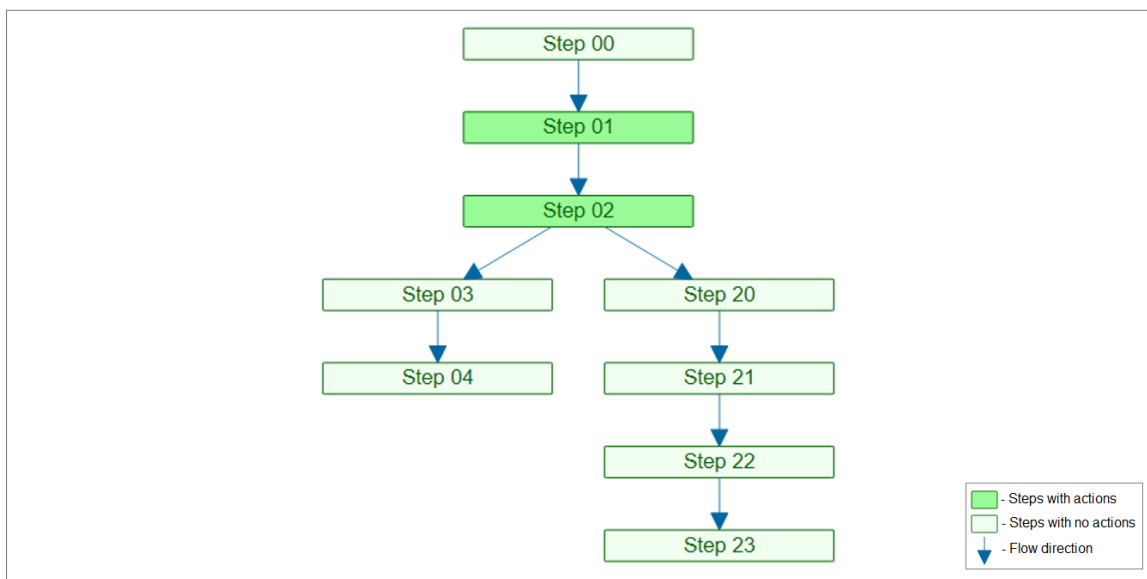 Step 00
Step 01
Step 02
Step 03
Step 20
Step 04
Step 21
Step 22
Step 23
- Steps with actions
- Steps with no actions
- Flow direction